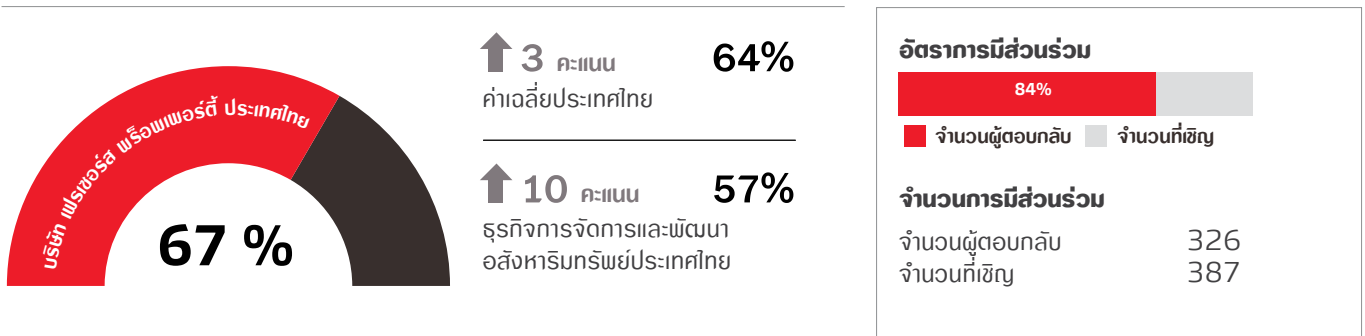 บริษัท เฟรเซอร์ส พร็อพเพอร์ตี้ ประเทศไทย
67 %
3 คะแนน 64%
ค่าเฉลี่ยประเทศไทย
10 คะแนน 57%
ธุรกิจการจัดการและพัฒนา
อสังหาริมทรัพย์ประเทศไทย
อัตราการมีส่วนร่วม
84%
จำนวนผู้ตอบกลับ จำนวนที่เชิญ
จำนวนการมีส่วนร่วม
จำนวนผู้ตอบกลับ 326
จำนวนที่เชิญ 387